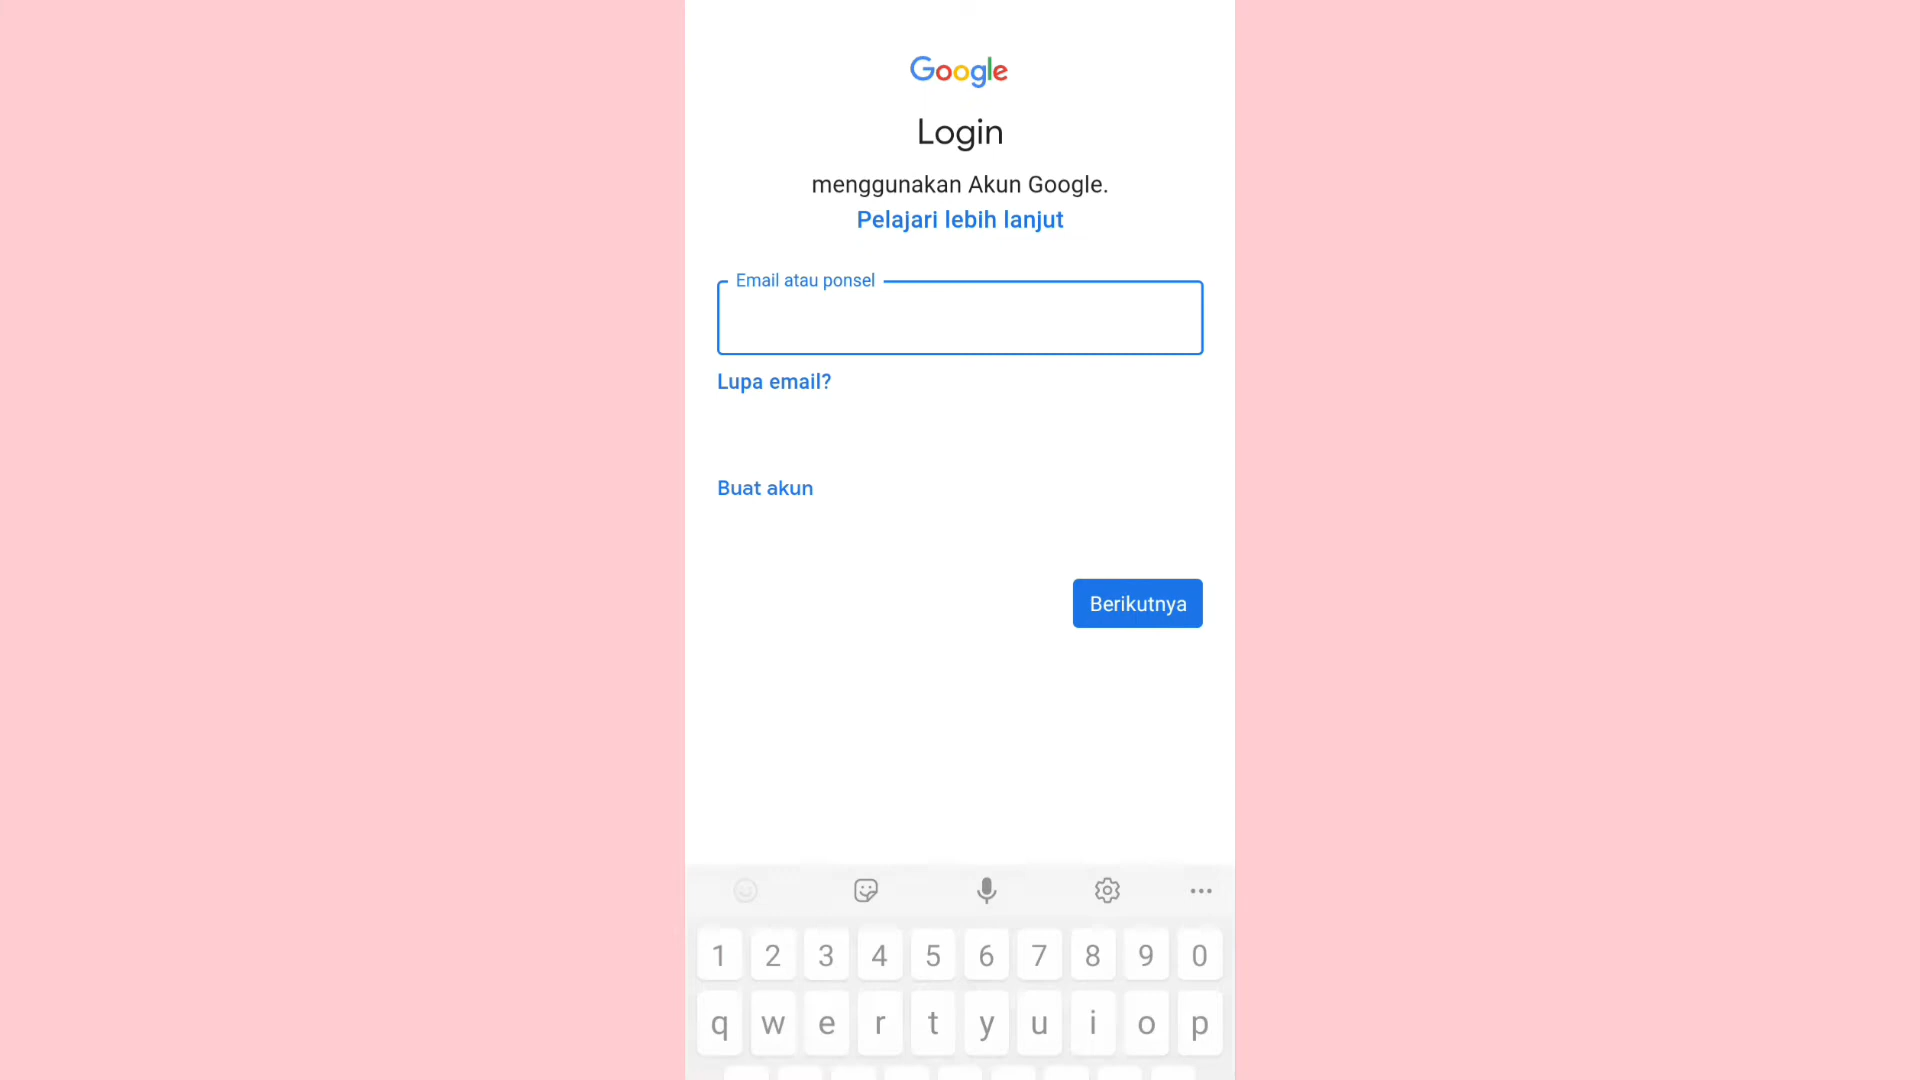 Google
Login
menggunakan Akun Google.
Pelajari lebih lanjut
Email atau ponsel
Lupa email?
Buat akun
Berikutnya
1 2 3 4 5 6 7 8 9 0
q w e r t y u i o p